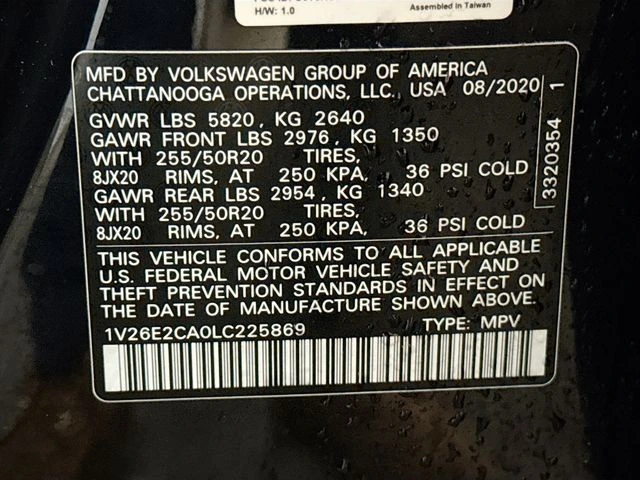 H/W: 1.0 Assembled in Taiwan
MFD BY VOLKSWAGEN GROUP OF AMERICA
CHATTANOOGA OPERATIONS, LLC. USA 08/2020
GVWR LBS 5820, KG 2640
GAWR FRONT LBS 2976, KG 1350
WITH 255/50R20 TIRES,
8JX20 RIMS, AT 250 KPA, 36 PSI COLD
GAWR REAR LBS 2954, KG 1340
WITH 255/50R20 TIRES,
8JX20 RIMS, AT 250 KPA, 36 PSI COLD
THIS VEHICLE CONFORMS TO ALL APPLICABLE
U.S. FEDERAL MOTOR VEHICLE SAFETY AND
THEFT PREVENTION STANDARDS IN EFFECT ON
THE DATE OF MANUFACTURE SHOWN ABOVE.
1V26E2CA0LC225869 TYPE: MPV
3320354 1